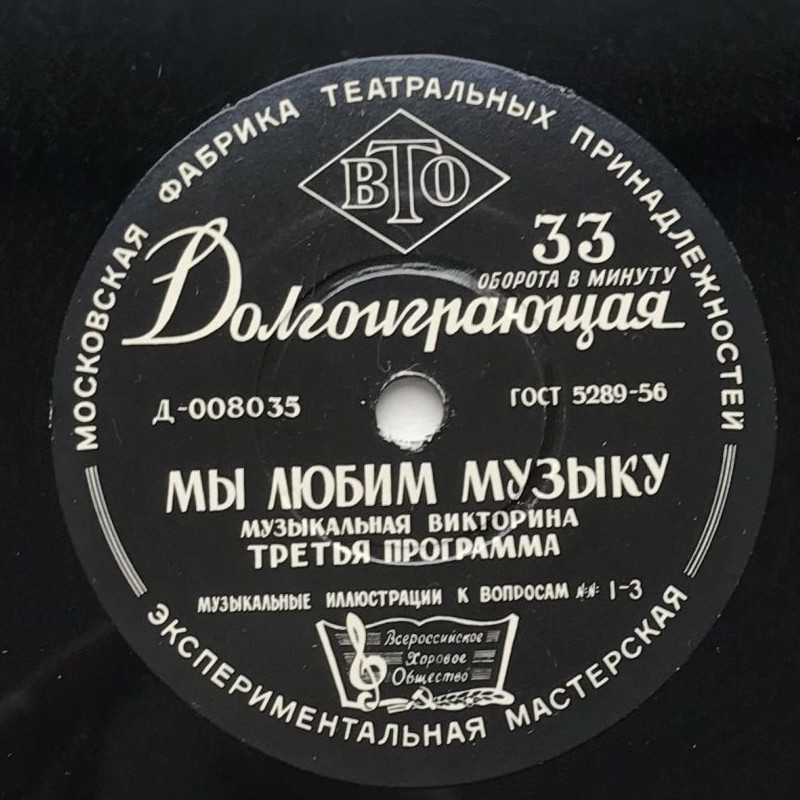 МОСКОВСКАЯ ФАБРИКА ТЕАТРАЛЬНЫХ ПРИНАДЛЕЖНОСТЕЙ
ВТО
33
ОБОРОТА В МИНУТУ
Долгоиграющая
Д-008035
ГОСТ 5289-56
МЫ ЛЮБИМ МУЗЫКУ
МУЗЫКАЛЬНАЯ ВИКТОРИНА
ТРЕТЬЯ ПРОГРАММА
МУЗЫКАЛЬНЫЕ ИЛЛЮСТРАЦИИ К ВОПРОСАМ №№ 1-3
Всероссийское
Хоровое
Общество
ЭКСПЕРИМЕНТАЛЬНАЯ МАСТЕРСКАЯ